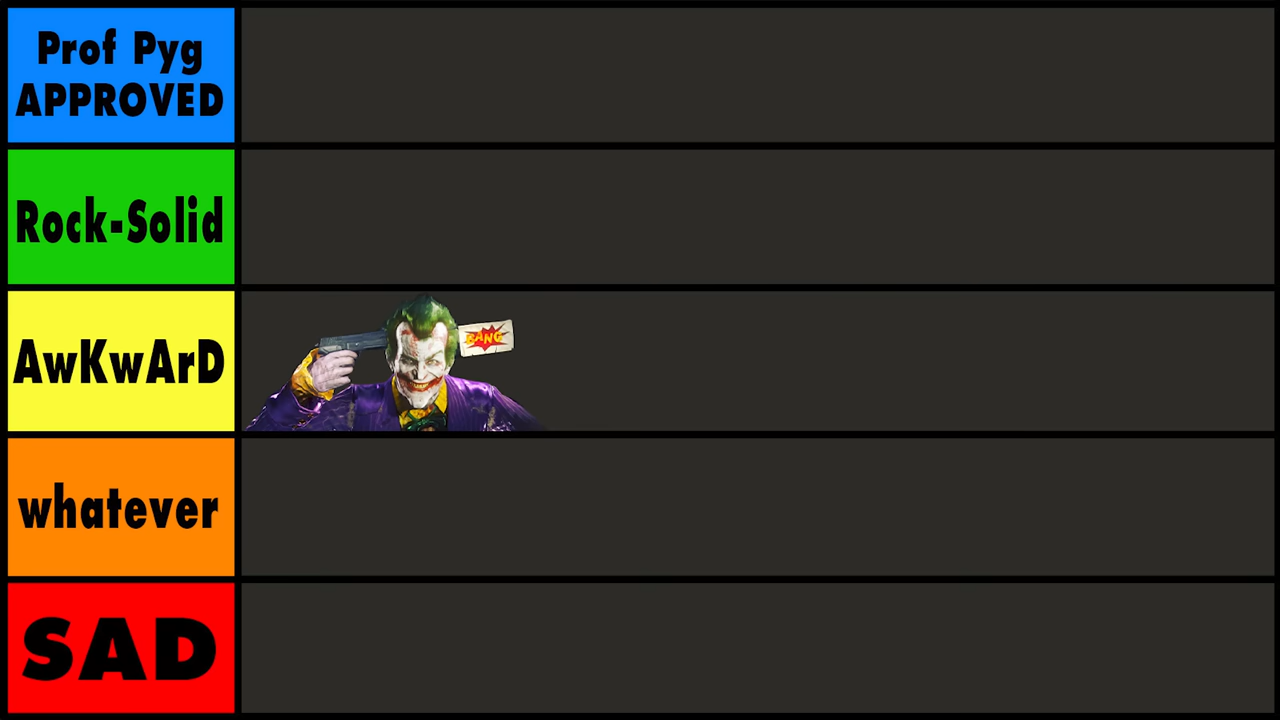 Prof Pyg
APPROVED
Rock-Solid
AwKwArD
BANG
whatever
SAD